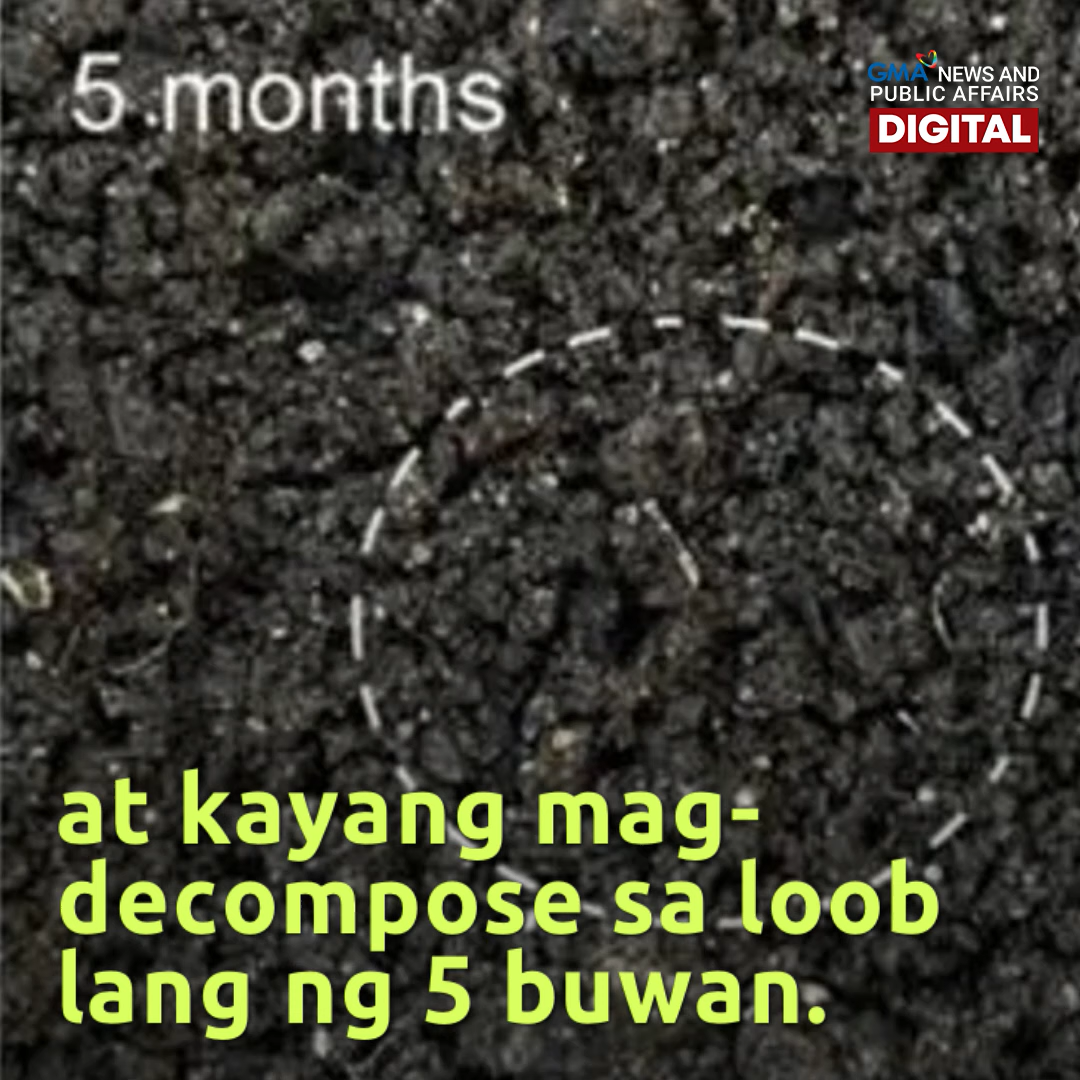 5 months
GMA NEWS AND
PUBLIC AFFAIRS
DIGITAL
at kayang mag-
decompose sa loob
lang ng 5 buwan.